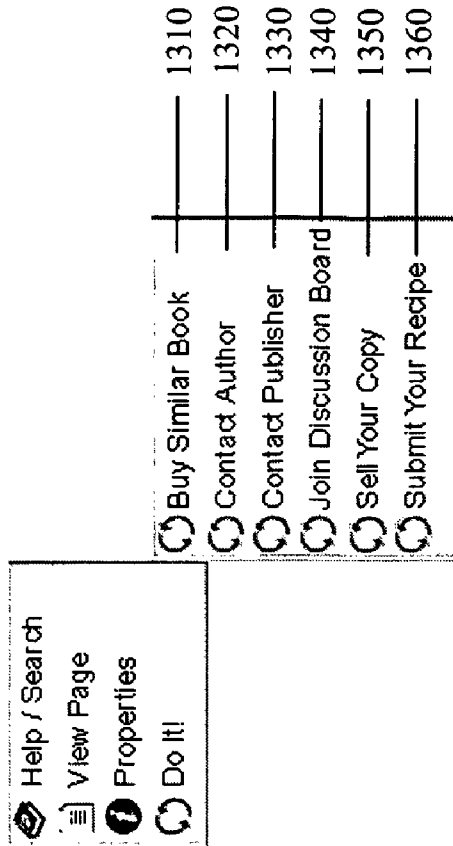 Help / Search
View Page
Properties
Do It!
Buy Similar Book 1310
Contact Author 1320
Contact Publisher 1330
Join Discussion Board 1340
Sell Your Copy 1350
Submit Your Recipe 1360